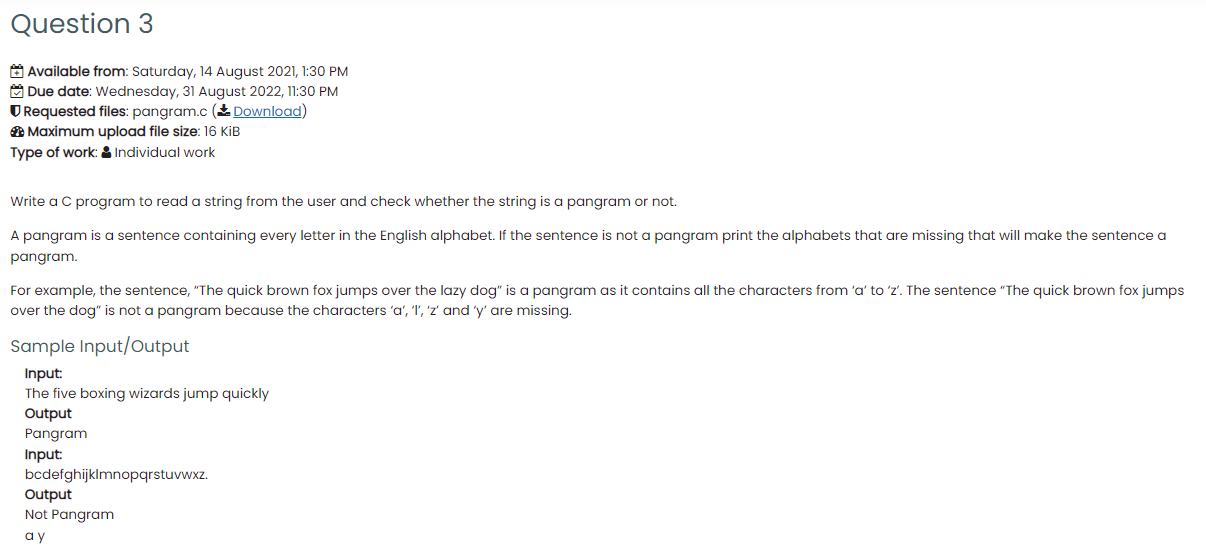 Question 3
Available from: Saturday, 14 August 2021, 1:30 PM
Due date: Wednesday, 31 August 2022, 11:30 PM
Requested files: pangram.c (Download)
Maximum upload file size: 16 KiB
Type of work: Individual work
Write a C program to read a string from the user and check whether the string is a pangram or not.
A pangram is a sentence containing every letter in the English alphabet. If the sentence is not a pangram print the alphabets that are missing that will make the sentence a
pangram.
For example, the sentence, “The quick brown fox jumps over the lazy dog” is a pangram as it contains all the characters from ‘a’ to ‘z’. The sentence “The quick brown fox jumps
over the dog” is not a pangram because the characters ‘a’, ‘l’, ‘z’ and ‘y’ are missing.
Sample Input/Output
Input:
The five boxing wizards jump quickly
Output
Pangram
Input:
bcdefghijklmnopqrstuvwxz.
Output
Not Pangram
a y